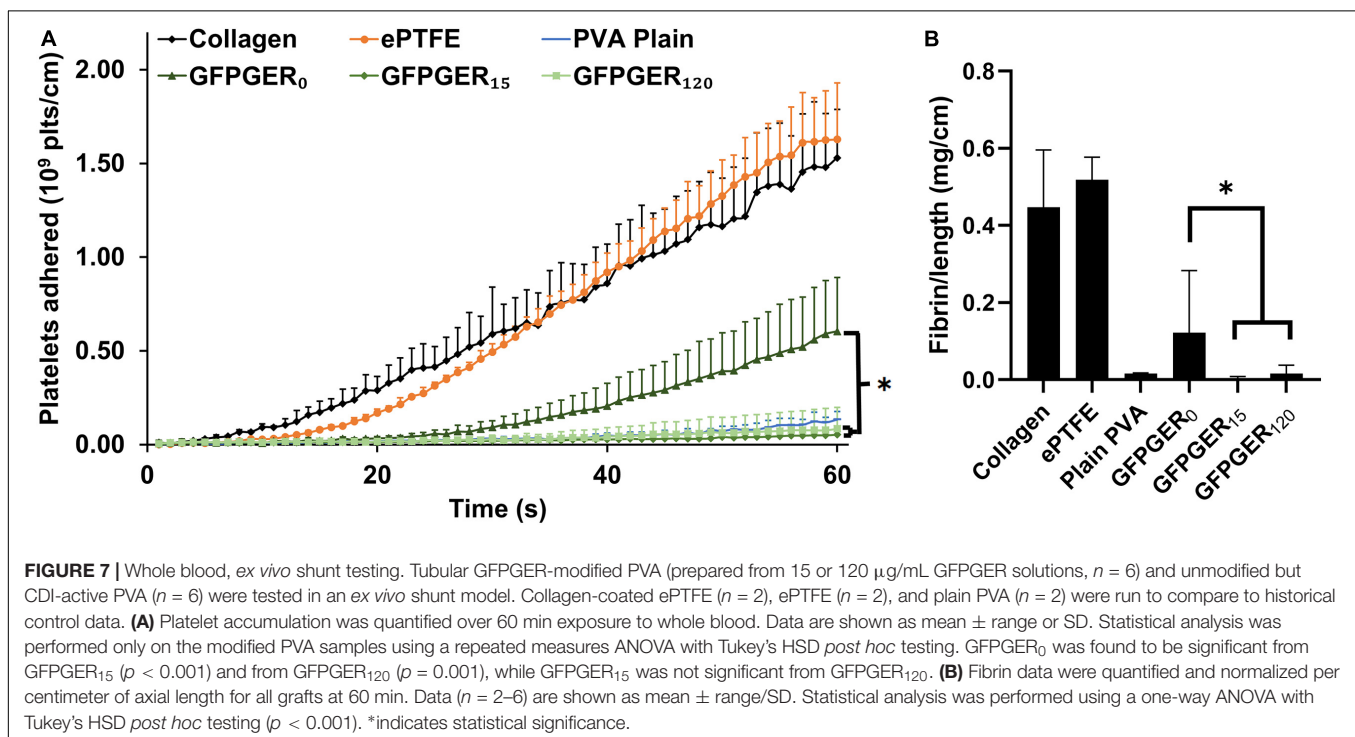 A
Collagen ePTFE PVA Plain
GFPGER₀ GFPGER₁₅ GFPGER₁₂₀
2.00
1.50
1.00
0.50
0.00
Platelets adhered (10⁹ plts/cm)
0 20 40 60
Time (s)
*
B
0.8
0.6
0.4
0.2
0.0
Fibrin/length (mg/cm)
*
Collagen
ePTFE
Plain PVA
GFPGER₀
GFPGER₁₅
GFPGER₁₂₀
FIGURE 7 | Whole blood, ex vivo shunt testing. Tubular GFPGER-modified PVA (prepared from 15 or 120 μg/mL GFPGER solutions, n = 6) and unmodified but
CDI-active PVA (n = 6) were tested in an ex vivo shunt model. Collagen-coated ePTFE (n = 2), ePTFE (n = 2), and plain PVA (n = 2) were run to compare to historical
control data. (A) Platelet accumulation was quantified over 60 min exposure to whole blood. Data are shown as mean ± range or SD. Statistical analysis was
performed only on the modified PVA samples using a repeated measures ANOVA with Tukey's HSD post hoc testing. GFPGER₀ was found to be significant from
GFPGER₁₅ (p < 0.001) and from GFPGER₁₂₀ (p = 0.001), while GFPGER₁₅ was not significant from GFPGER₁₂₀. (B) Fibrin data were quantified and normalized per
centimeter of axial length for all grafts at 60 min. Data (n = 2–6) are shown as mean ± range/SD. Statistical analysis was performed using a one-way ANOVA with
Tukey's HSD post hoc testing (p < 0.001). *indicates statistical significance.